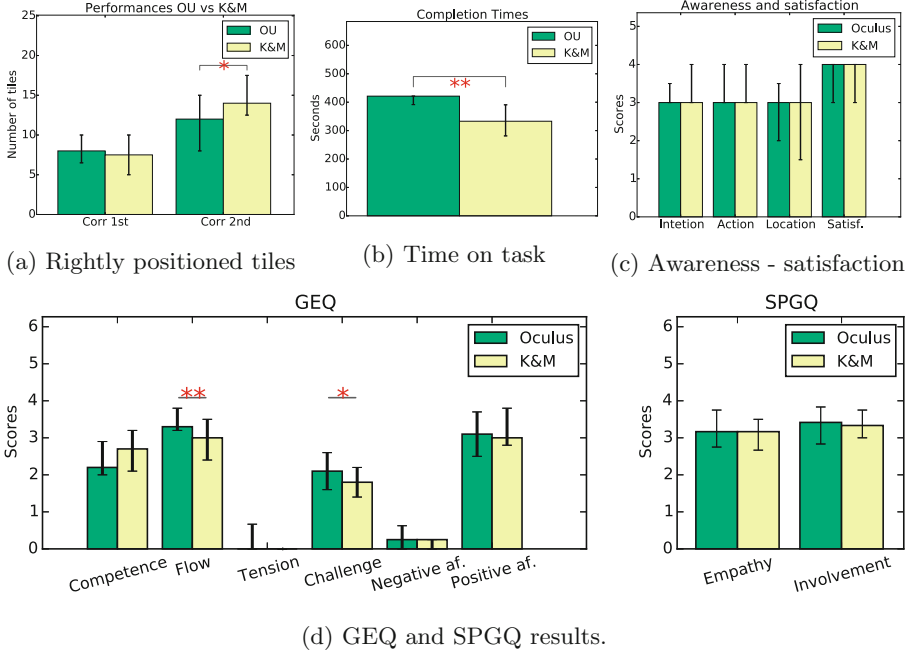 Performances OU vs K&M
Number of tiles
25
20
15
10
5
0
OU
K&M
*
Corr 1st
Corr 2nd
(a) Rightly positioned tiles
Completion Times
Seconds
600
500
400
300
200
100
0
OU
K&M
**
(b) Time on task
Awareness and satisfaction
Scores
5
4
3
2
1
0
Oculus
K&M
Intetion
Action
Location
Satisf.
(c) Awareness - satisfaction
GEQ
Scores
6
5
4
3
2
1
0
Oculus
K&M
**
*
Competence
Flow
Tension
Challenge
Negative af.
Positive af.
SPGQ
Scores
6
5
4
3
2
1
0
Oculus
K&M
Empathy
Involvement
(d) GEQ and SPGQ results.